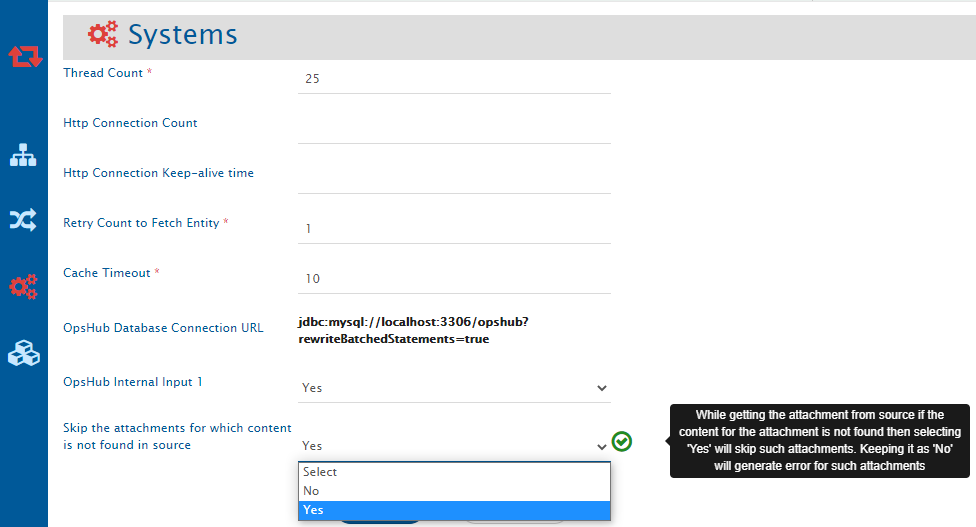 Systems
Thread Count *
25
Http Connection Count
Http Connection Keep-alive time
Retry Count to Fetch Entity *
1
Cache Timeout *
10
OpsHub Database Connection URL
jdbc:mysql://localhost:3306/opshub?
rewriteBatchedStatements=true
OpsHub Internal Input 1
Yes
Skip the attachments for which content
is not found in source
Yes
Select
No
Yes
While getting the attachment from source if the
content for the attachment is not found then selecting
'Yes' will skip such attachments. Keeping it as 'No'
will generate error for such attachments